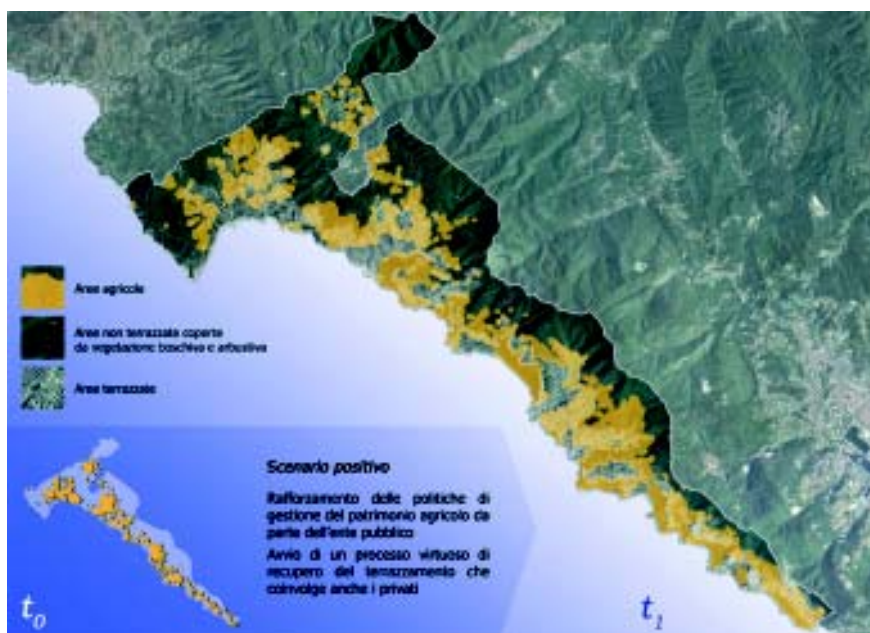 Aree agricole
Aree non terrazzate coperte
da vegetazione boschiva e arbustiva
Aree terrazzate
Scenario positivo
Rafforzamento delle politiche di
gestione del patrimonio agricolo da
parte dell'ente pubblico
Avvio di un processo virtuoso di
recupero del terrazzamento che
coinvolge anche i privati
t₀
t₁